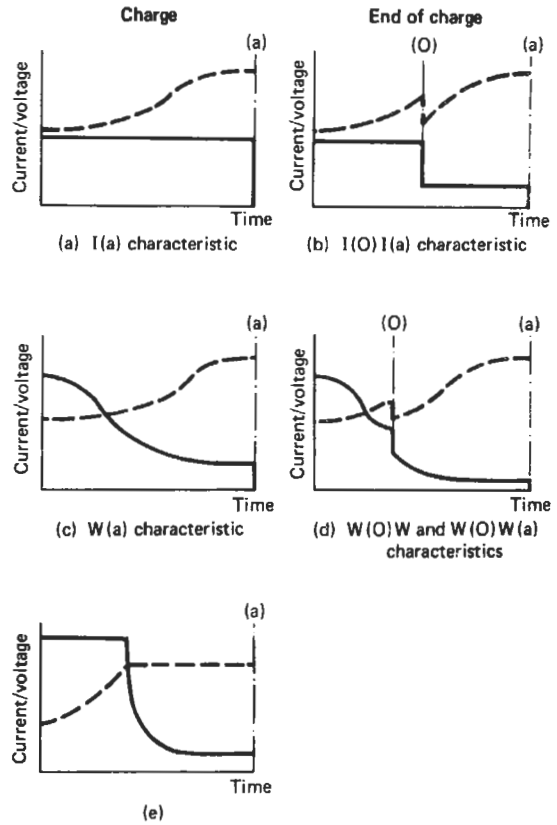 Charge
End of charge
(a)
Current/voltage
Time
(a) I(a) characteristic
(O)
(a)
Current/voltage
Time
(b) I(O)I(a) characteristic
(a)
Current/voltage
Time
(c) W(a) characteristic
(O)
(a)
Current/voltage
Time
(d) W(O)W and W(O)W(a)
characteristics
(a)
Current/voltage
Time
(e)